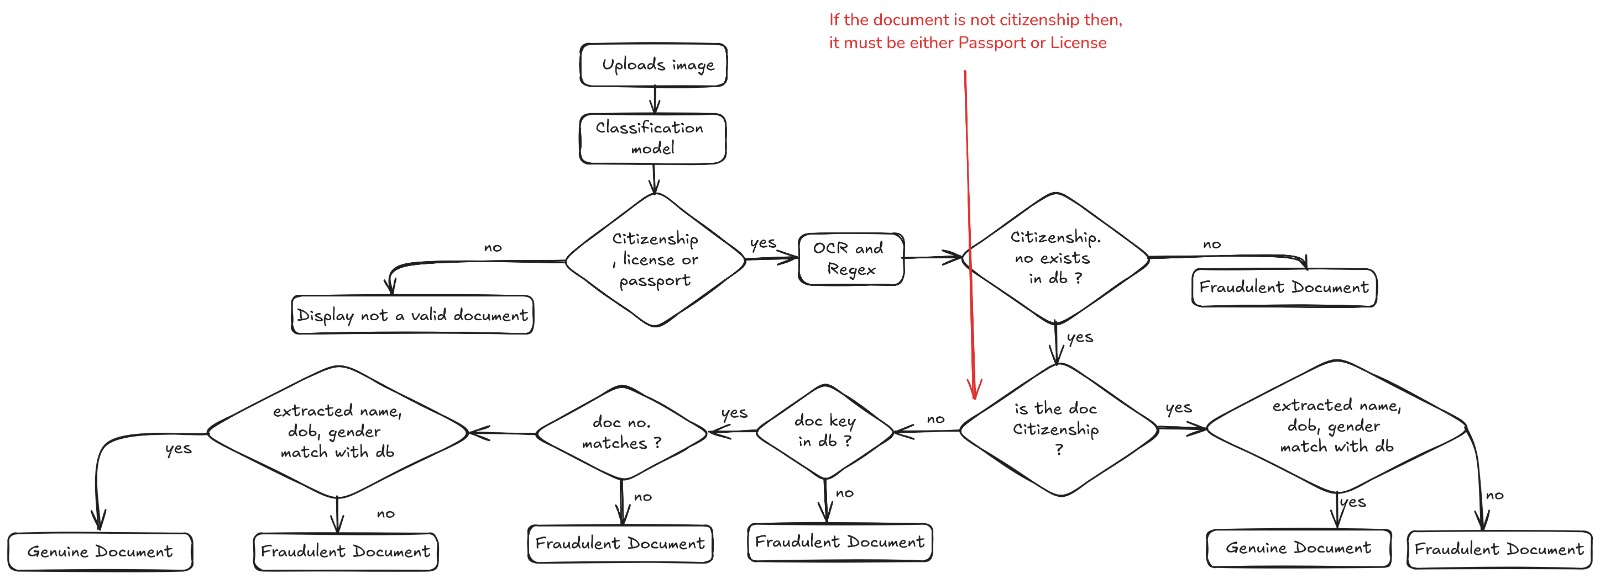 If the document is not citizenship then,
it must be either Passport or License
Uploads image
Classification
model
Citizenship
, license or
passport
no
yes
Display not a valid document
OCR and
Regex
Citizenship.
no exists
in db ?
no
Fraudulent Document
yes
is the doc
Citizenship
?
yes
extracted name,
dob, gender
match with db
yes
no
Genuine Document
Fraudulent Document
no
doc key
in db ?
yes
no
Fraudulent Document
doc no.
matches ?
no
Fraudulent Document
extracted name,
dob, gender
match with db
yes
no
Genuine Document
Fraudulent Document